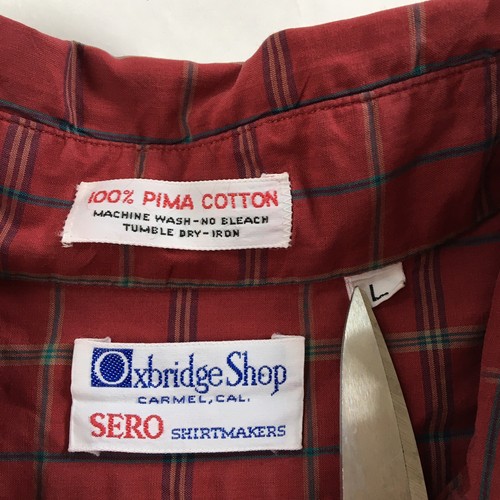 100% PIMA COTTON
MACHINE WASH-NO BLEACH
TUMBLE DRY-IRON
L
Oxbridge Shop
CARMEL, CAL.
SERO SHIRTMAKERS